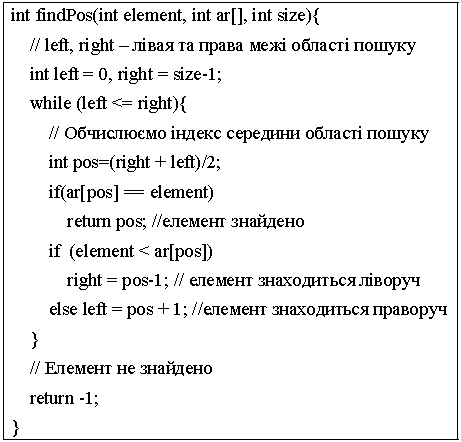 int findPos(int element, int ar[], int size){
// left, right – лівая та права межі області пошуку
int left = 0, right = size-1;
while (left <= right){
// Обчислюємо індекс середини області пошуку
int pos=(right + left)/2;
if(ar[pos] == element)
return pos; //елемент знайдено
if  (element < ar[pos])
right = pos-1; // елемент знаходиться ліворуч
else left = pos + 1; //елемент знаходиться праворуч
}
// Елемент не знайдено
return -1;
}